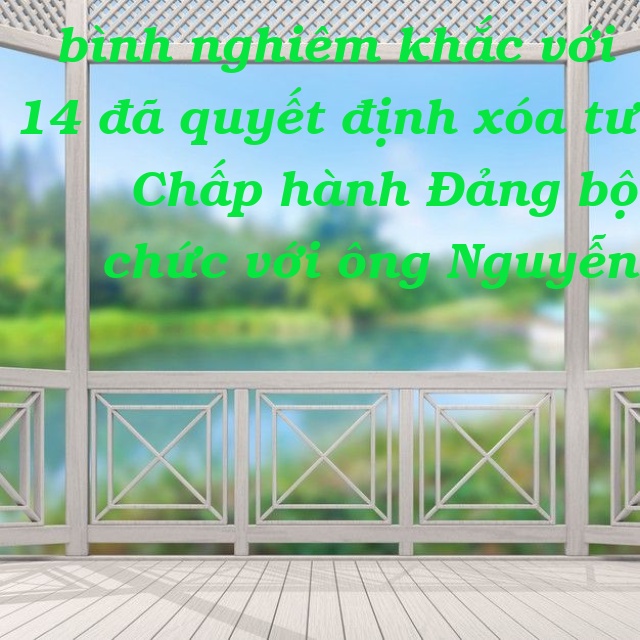 bình nghiêm khắc với
14 đã quyết định xóa tư
Chấp hành Đảng bộ
chức với ông Nguyễn